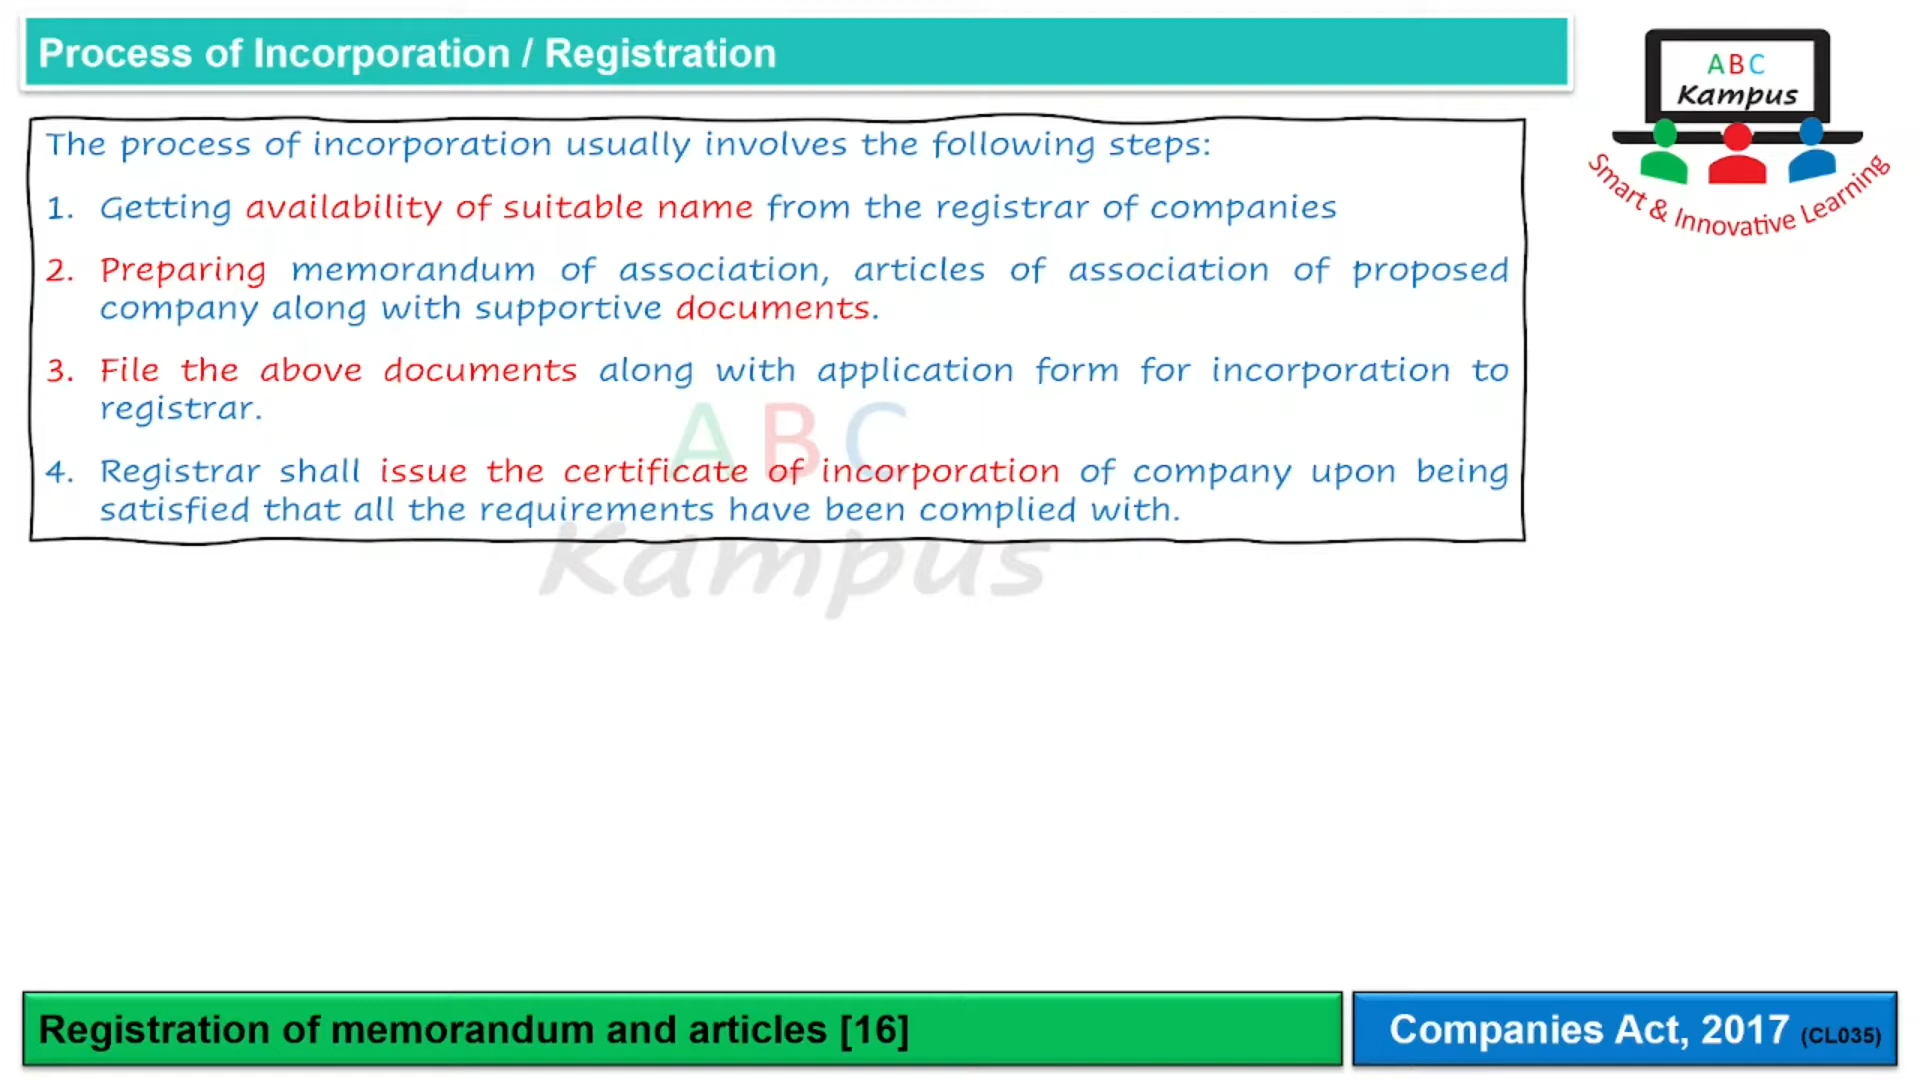 Process of Incorporation / Registration
ABC
Kampus
Smart & Innovative Learning
The process of incorporation usually involves the following steps:
1. Getting availability of suitable name from the registrar of companies
2. Preparing memorandum of association, articles of association of proposed
company along with supportive documents.
3. File the above documents along with application form for incorporation to
registrar.
4. Registrar shall issue the certificate of incorporation of company upon being
satisfied that all the requirements have been complied with.
ABC
Kampus
Registration of memorandum and articles [16]
Companies Act, 2017 (CL035)